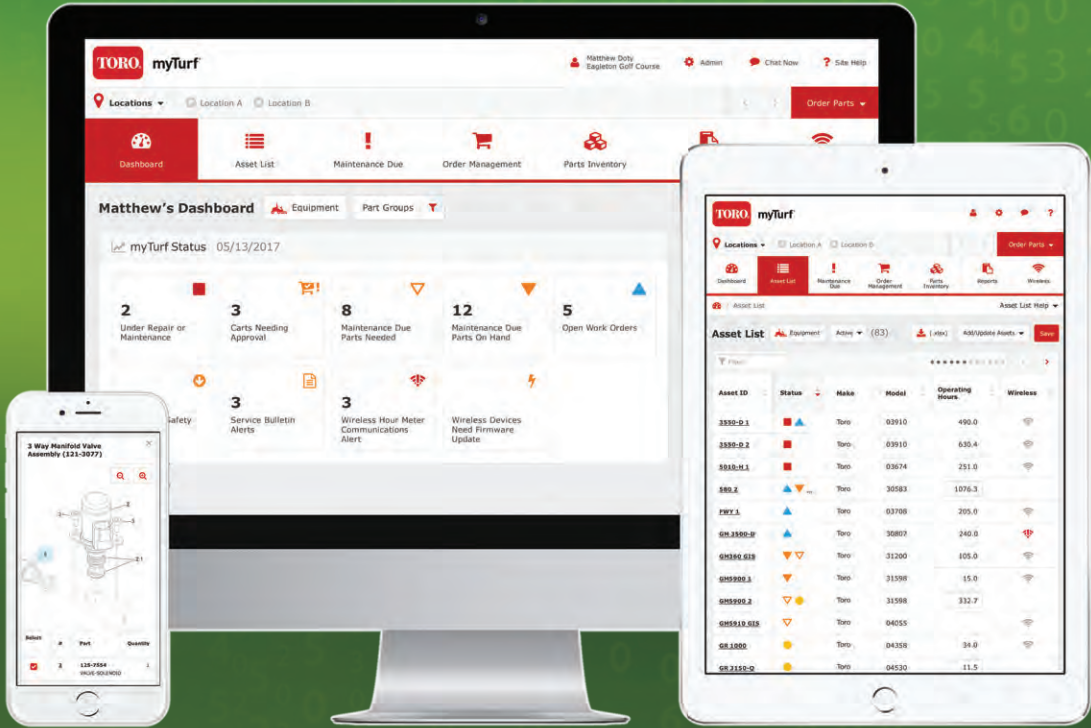 TORO. myTurf
Matthew Doty
Eagleton Golf Course
Admin
Chat Now
? Site Help
Locations
Location A
Location B
Order Parts
Dashboard
Asset List
Maintenance Due
Order Management
Parts Inventory
Matthew's Dashboard
Equipment
Part Groups
myTurf Status 05/13/2017
2
Under Repair or
Maintenance
3
Carts Needing
Approval
8
Maintenance Due
Parts Needed
12
Maintenance Due
Parts On Hand
5
Open Work Orders
Safety
3
Service Bulletin
Alerts
3
Wireless Hour Meter
Communications
Alert
Wireless Devices
Need Firmware
Update
3 Way Manifold Valve
Assembly (121-3077)
Select
# Part Quantity
2 125-7554
VALVE-SOLENOID
TORO. myTurf
Locations
Location A
Location B
Order Parts
Dashboard
Asset List
Maintenance
Due
Order
Management
Parts
Inventory
Reports
Wireless
Asset List
Asset List Help
Asset List
Equipment
Active
(83)
(.xlsx)
Add/Update Assets
Save
Filter
Asset ID Status Make Model Operating Hours Wireless
3550-D 1 Toro 03910 490.0
3550-D 2 Toro 03910 630.4
5010-H 1 Toro 03674 251.0
580 2 ... Toro 30583 1076.3
FWY 1 Toro 03708 205.0
GM 3500-D Toro 30807 240.0
GM360 GIS Toro 31200 105.0
GM5900 1 Toro 31598 15.0
GM5900 2 Toro 31598 332.7
GM5910 GIS Toro 04055
GR 1000 Toro 04358 34.0
GR 3150-Q Toro 04530 11.5